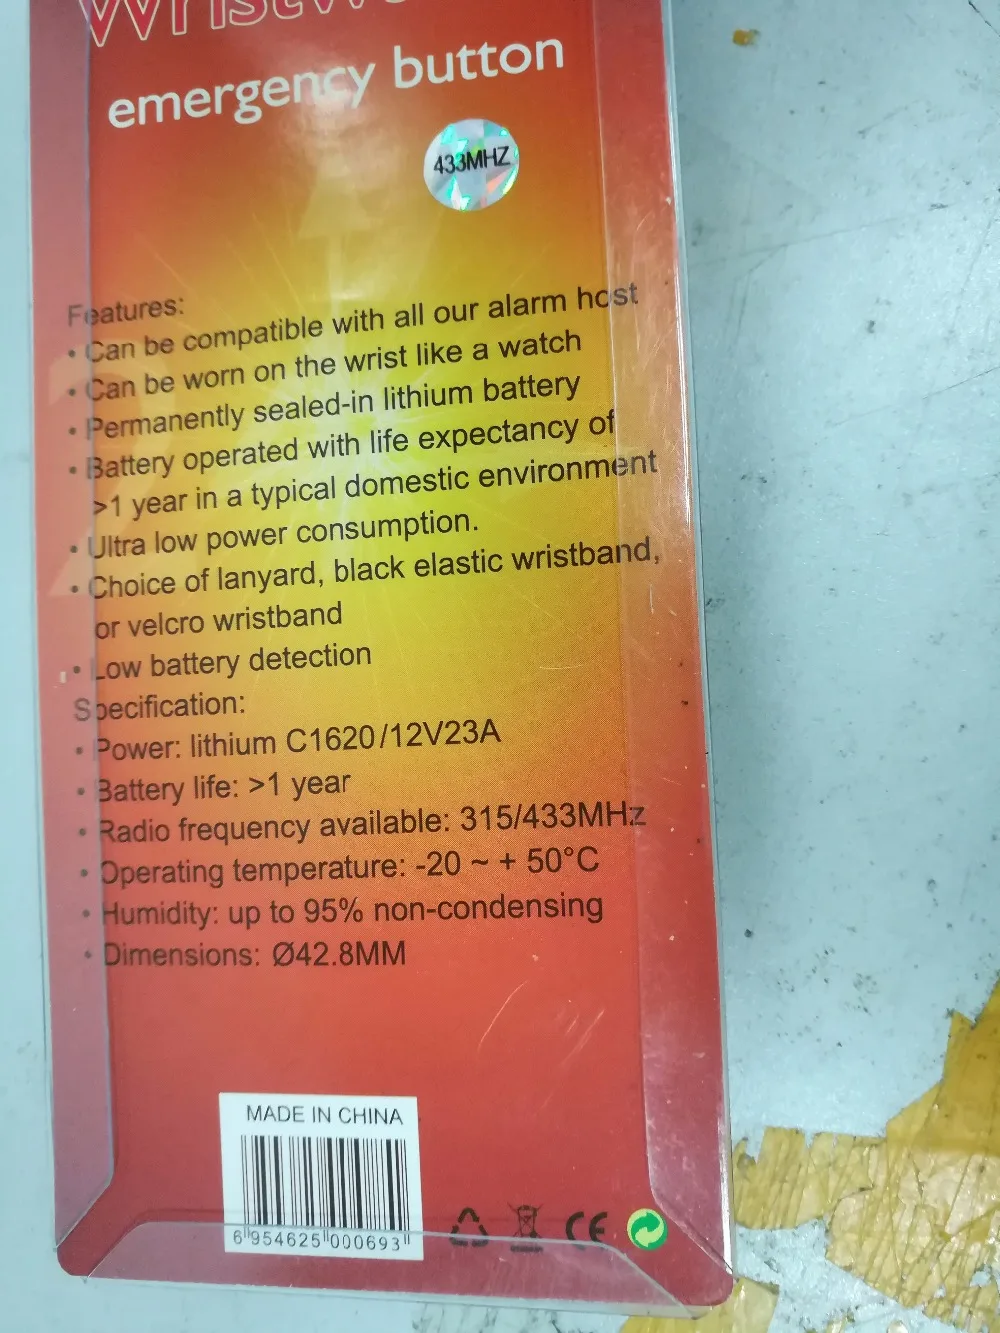 emergency button
433MHZ
Features:
• Can be compatible with all our alarm host
• Can be worn on the wrist like a watch
• Permanently sealed-in lithium battery
• Battery operated with life expectancy of
>1 year in a typical domestic environment
• Ultra low power consumption.
• Choice of lanyard, black elastic wristband,
or velcro wristband
• Low battery detection
Specification:
• Power: lithium C1620/12V23A
• Battery life: >1 year
• Radio frequency available: 315/433MHz
• Operating temperature: -20 ~ + 50°C
• Humidity: up to 95% non-condensing
• Dimensions: Ø42.8MM
MADE IN CHINA
6 954625 000693
CE